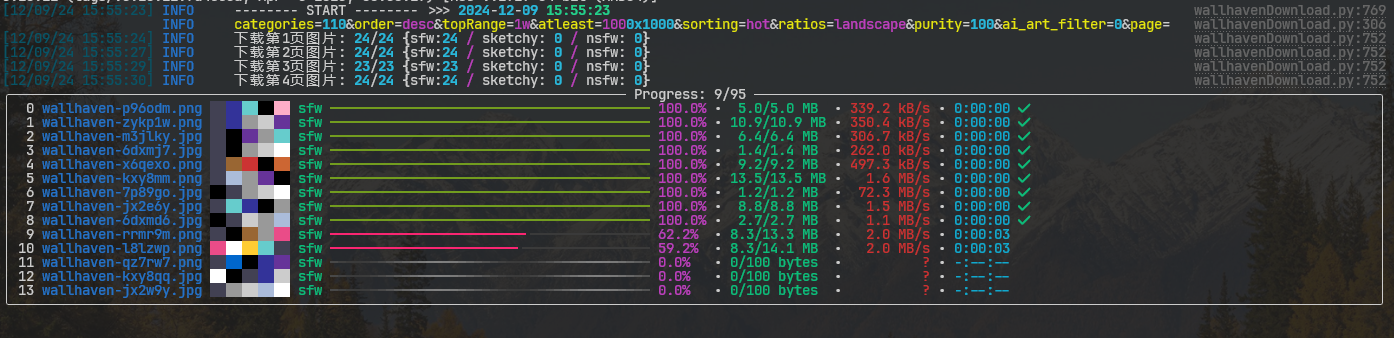 [12/09/24 15:55:23] INFO -------- START -------- >>> 2024-12-09 15:55:23 wallhavenDownload.py:769
INFO categories=110&order=desc&topRange=1w&atleast=1000x1000&sorting=hot&ratios=landscape&purity=100&ai_art_filter=0&page= wallhavenDownload.py:306
[12/09/24 15:55:24] INFO 下载第1页图片: 24/24 {sfw:24 / sketchy: 0 / nsfw: 0} wallhavenDownload.py:752
[12/09/24 15:55:27] INFO 下载第2页图片: 24/24 {sfw:24 / sketchy: 0 / nsfw: 0} wallhavenDownload.py:752
[12/09/24 15:55:29] INFO 下载第3页图片: 23/23 {sfw:23 / sketchy: 0 / nsfw: 0} wallhavenDownload.py:752
[12/09/24 15:55:30] INFO 下载第4页图片: 24/24 {sfw:24 / sketchy: 0 / nsfw: 0} wallhavenDownload.py:752
Progress: 9/95
0 wallhaven-p96odm.png sfw 100.0% • 5.0/5.0 MB • 339.2 kB/s • 0:00:00 ✓
1 wallhaven-zykp1w.png sfw 100.0% • 10.9/10.9 MB • 350.4 kB/s • 0:00:00 ✓
2 wallhaven-m3jlky.jpg sfw 100.0% • 6.4/6.4 MB • 306.7 kB/s • 0:00:00 ✓
3 wallhaven-6dxmj7.jpg sfw 100.0% • 1.4/1.4 MB • 262.0 kB/s • 0:00:00 ✓
4 wallhaven-x6qexo.png sfw 100.0% • 9.2/9.2 MB • 497.3 kB/s • 0:00:00 ✓
5 wallhaven-kxy8mm.png sfw 100.0% • 13.5/13.5 MB • 1.6 MB/s • 0:00:00 ✓
6 wallhaven-7p89go.jpg sfw 100.0% • 1.2/1.2 MB • 72.3 MB/s • 0:00:00 ✓
7 wallhaven-jx2e6y.jpg sfw 100.0% • 8.8/8.8 MB • 1.5 MB/s • 0:00:00 ✓
8 wallhaven-6dxmd6.jpg sfw 100.0% • 2.7/2.7 MB • 1.1 MB/s • 0:00:00 ✓
9 wallhaven-rrmr9m.png sfw 62.2% • 8.3/13.3 MB • 2.0 MB/s • 0:00:03
10 wallhaven-l8lzwp.png sfw 59.2% • 8.3/14.1 MB • 2.0 MB/s • 0:00:03
11 wallhaven-qz7rw7.png sfw 0.0% • 0/100 bytes • ? • -:--:--
12 wallhaven-kxy8qq.jpg sfw 0.0% • 0/100 bytes • ? • -:--:--
13 wallhaven-jx2w9y.jpg sfw 0.0% • 0/100 bytes • ? • -:--:--